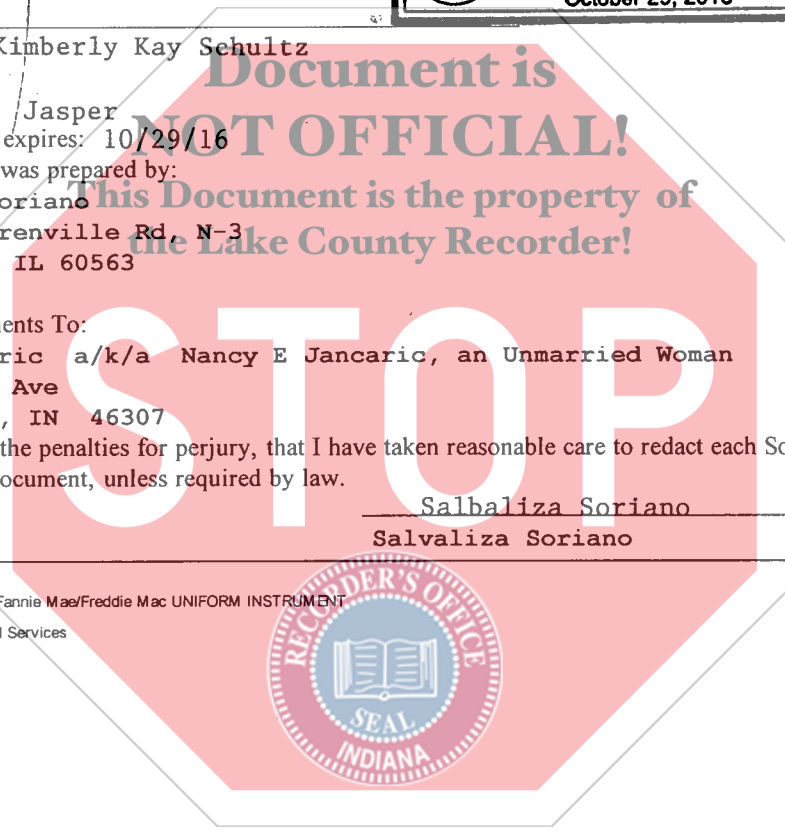 October 29, 2016
Kimberly Kay Schultz
Document is
Jasper
NOT OFFICIAL!
expires: 10/29/16
was prepared by:
oriano
This Document is the property of
renville Rd, N-3
the Lake County Recorder!
IL 60563
ents To:
ric a/k/a Nancy E Jancaric, an Unmarried Woman
Ave
, IN 46307
the penalties for perjury, that I have taken reasonable care to redact each So
ocument, unless required by law.
STOP
Salbaliza Soriano
Salvaliza Soriano
Fannie Mae/Freddie Mac UNIFORM INSTRUMENT
l Services
RECORDER'S OFFICE
SEAL
INDIANA